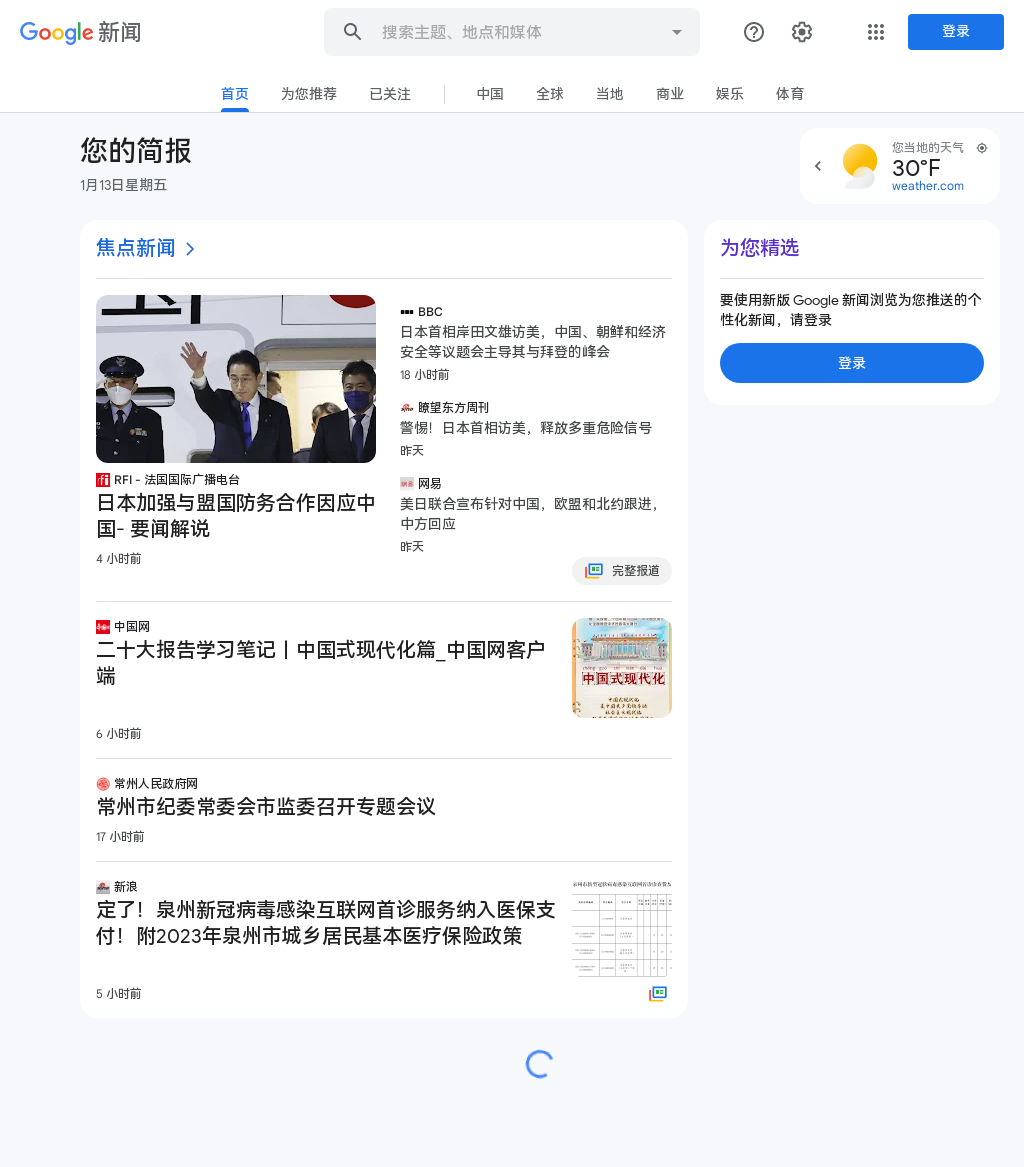 Google 新闻
搜索主题、地点和媒体
登录
首页 为您推荐 已关注 中国 全球 当地 商业 娱乐 体育
您的简报
1月13日星期五
您当地的天气
30°F
weather.com
焦点新闻
RFI - 法国国际广播电台
日本加强与盟国防务合作因应中
国- 要闻解说
4 小时前
BBC
日本首相岸田文雄访美，中国、朝鲜和经济
安全等议题会主导其与拜登的峰会
18 小时前
瞭望东方周刊
警惕！日本首相访美，释放多重危险信号
昨天
网易
美日联合宣布针对中国，欧盟和北约跟进，
中方回应
昨天
完整报道
中国网
二十大报告学习笔记丨中国式现代化篇_中国网客户
端
6 小时前
中国式现代化
常州人民政府网
常州市纪委常委会市监委召开专题会议
17 小时前
新浪
定了！泉州新冠病毒感染互联网首诊服务纳入医保支
付！附2023年泉州市城乡居民基本医疗保险政策
5 小时前
为您精选
要使用新版 Google 新闻浏览为您推送的个
性化新闻，请登录
登录